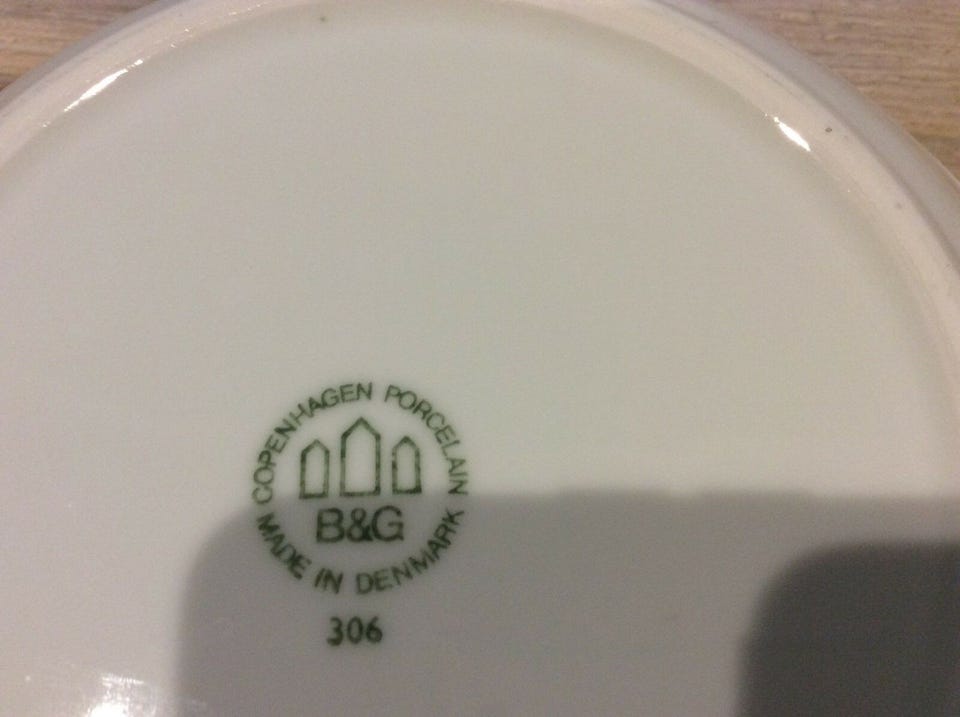 COPENHAGEN PORCELAIN
B&G
MADE IN DENMARK
306